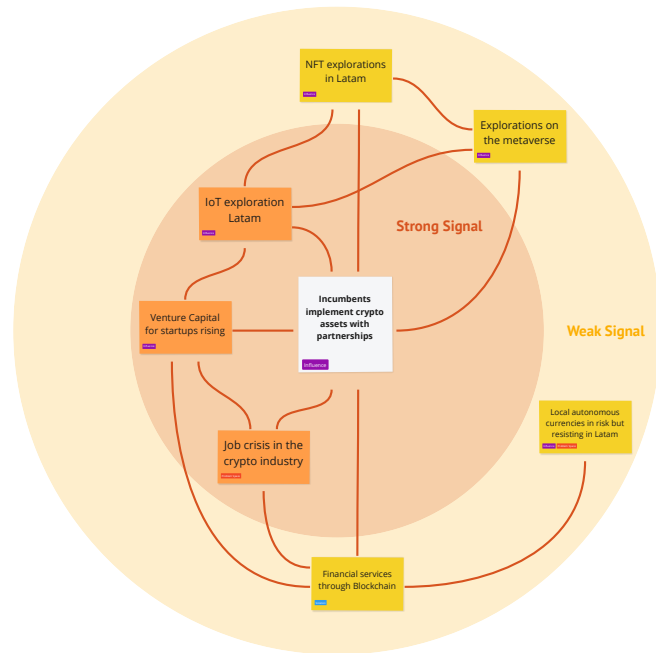 NFT explorations
in Latam
Explorations on
the metaverse
IoT exploration
Latam
Strong Signal
Incumbents
implement crypto
assets with
partnerships
Influence
Venture Capital
for startups rising
Weak Signal
Local autonomous
currencies in risk but
resisting in Latam
Job crisis in the
crypto industry
Financial services
through Blockchain